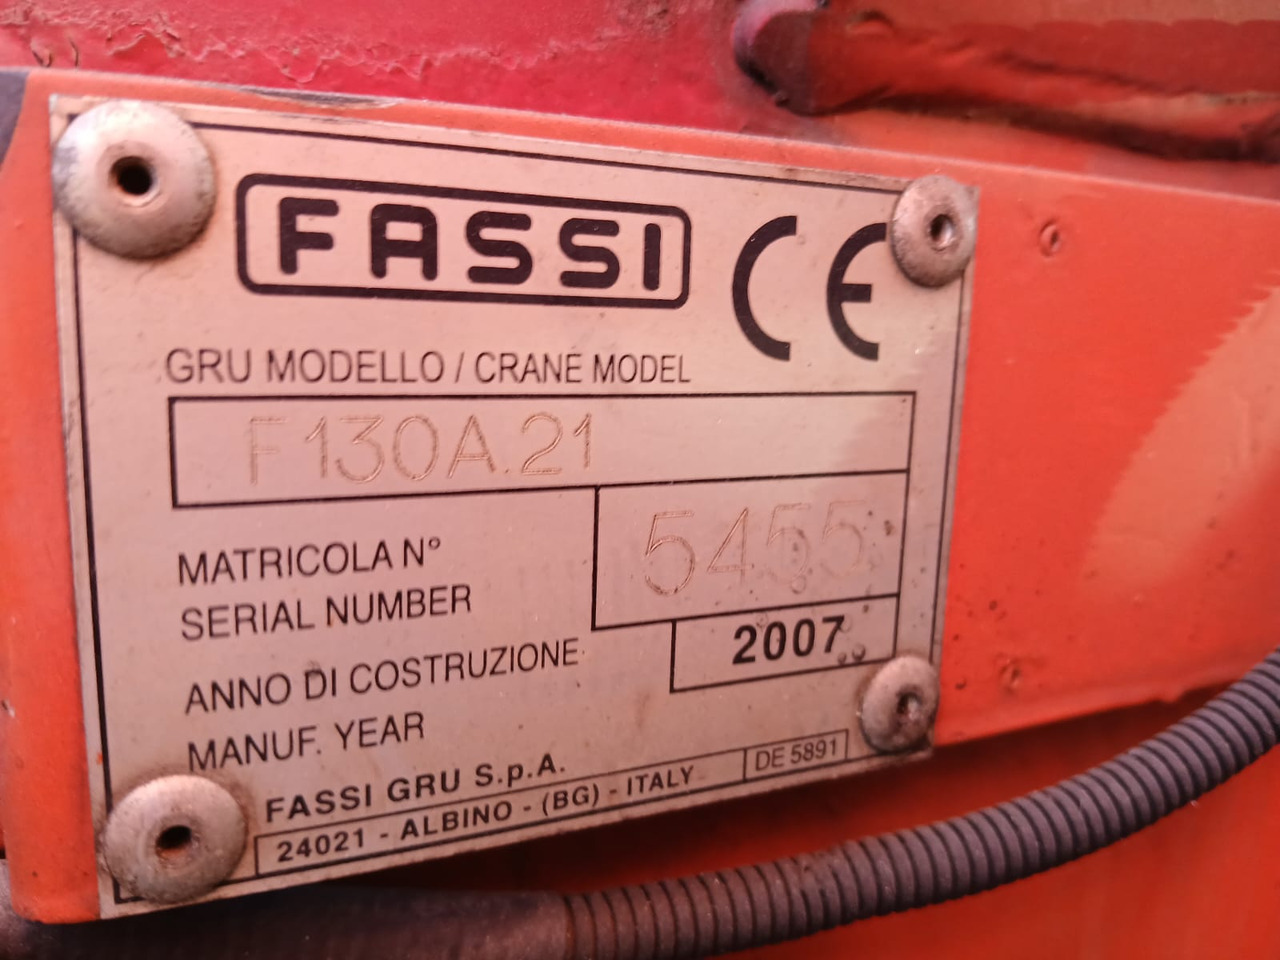 FASSI CE
GRU MODELLO / CRANE MODEL
F130A.21
MATRICOLA N°
SERIAL NUMBER
5455
ANNO DI COSTRUZIONE
MANUF. YEAR
2007
FASSI GRU S.p.A.
24021 - ALBINO - (BG) - ITALY
DE 5891